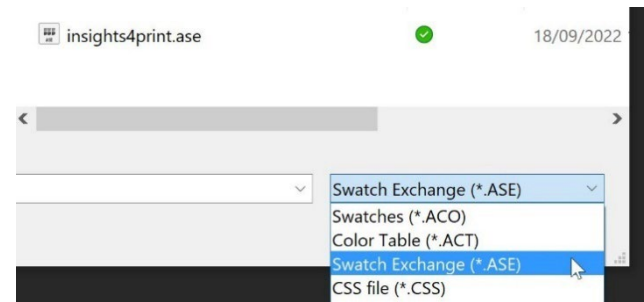 insights4print.ase 18/09/2022
Swatch Exchange (*.ASE)
Swatches (*.ACO)
Color Table (*.ACT)
Swatch Exchange (*.ASE)
CSS file (*.CSS)